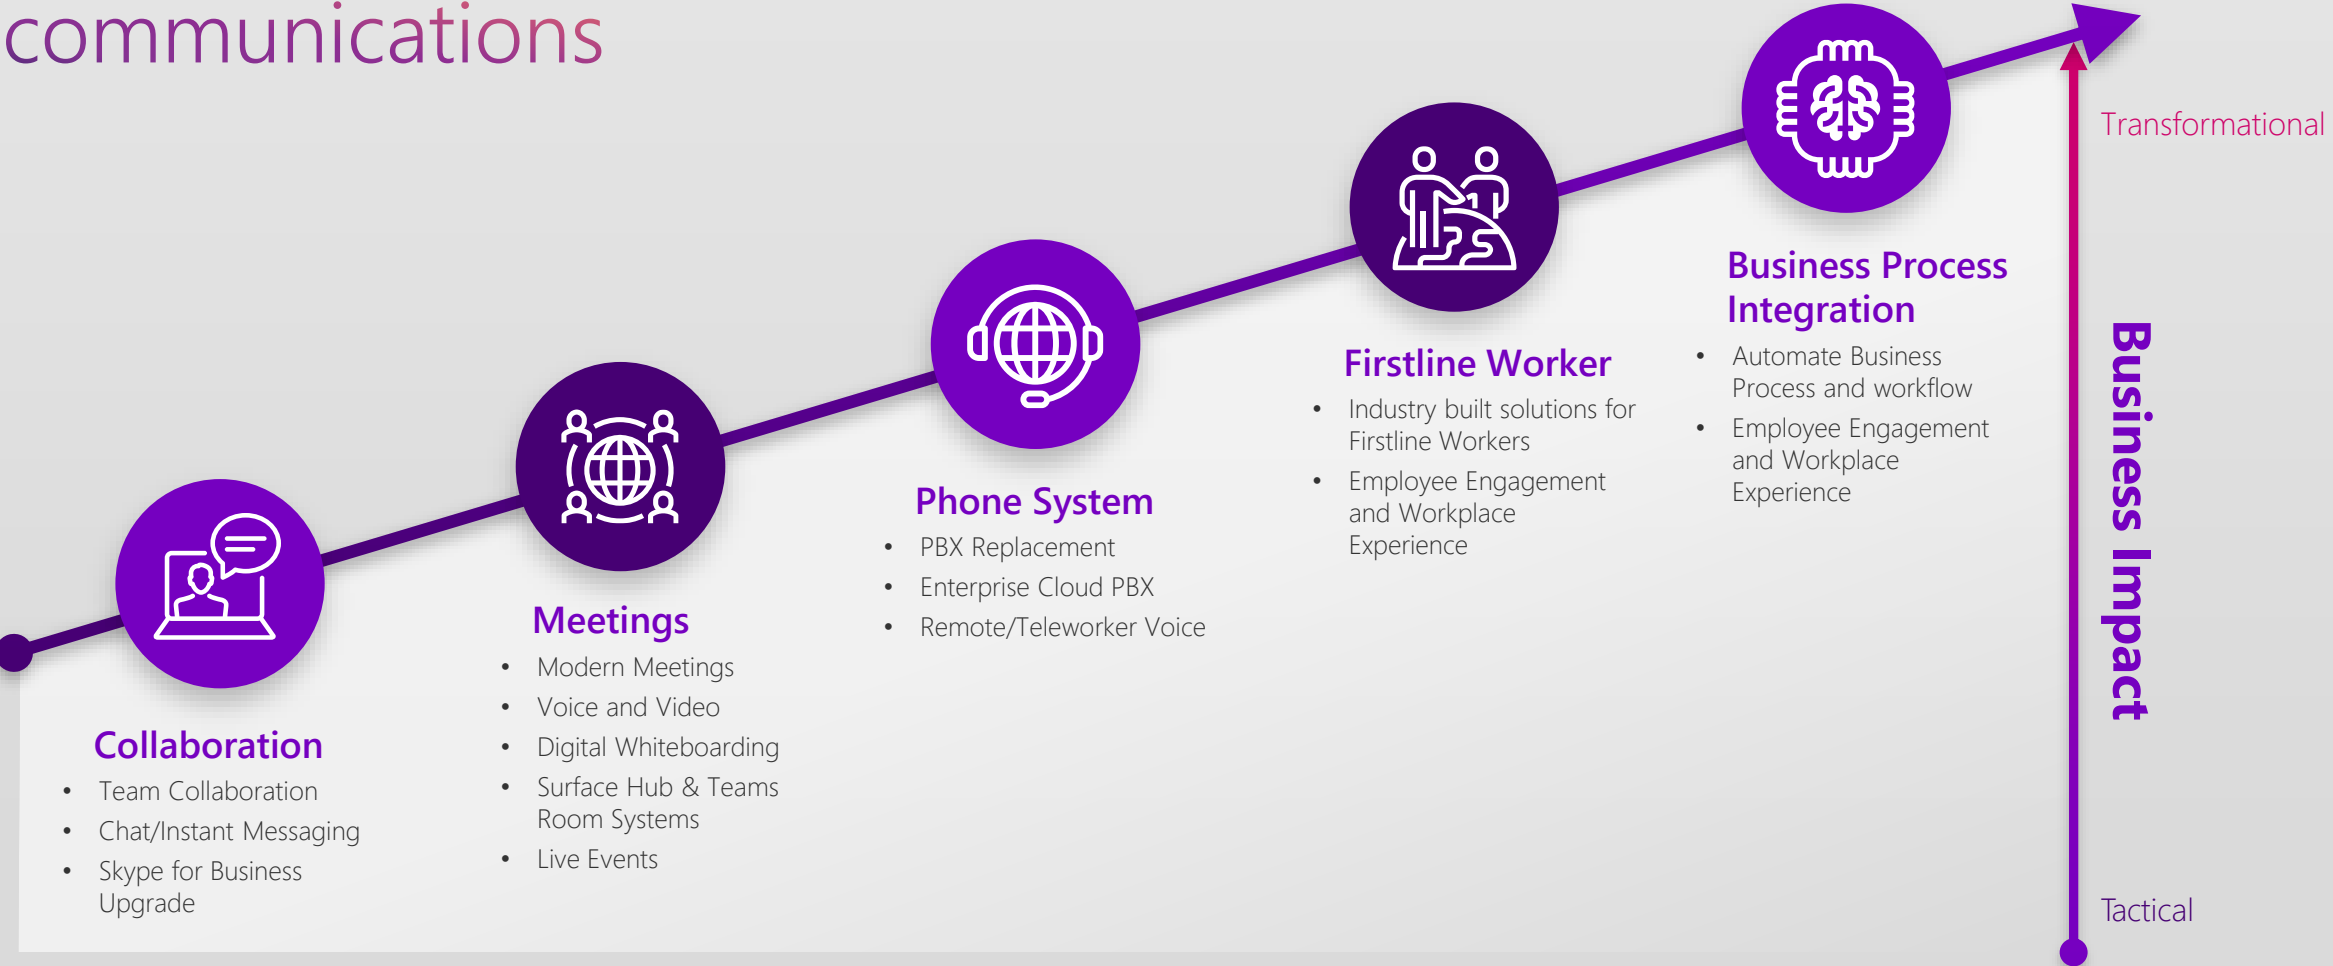 communications
Collaboration
• Team Collaboration
• Chat/Instant Messaging
• Skype for Business
Upgrade
Meetings
• Modern Meetings
• Voice and Video
• Digital Whiteboarding
• Surface Hub & Teams
Room Systems
• Live Events
Phone System
• PBX Replacement
• Enterprise Cloud PBX
• Remote/Teleworker Voice
Firstline Worker
• Industry built solutions for
Firstline Workers
• Employee Engagement
and Workplace
Experience
Business Process
Integration
• Automate Business
Process and workflow
• Employee Engagement
and Workplace
Experience
Transformational
Business Impact
Tactical